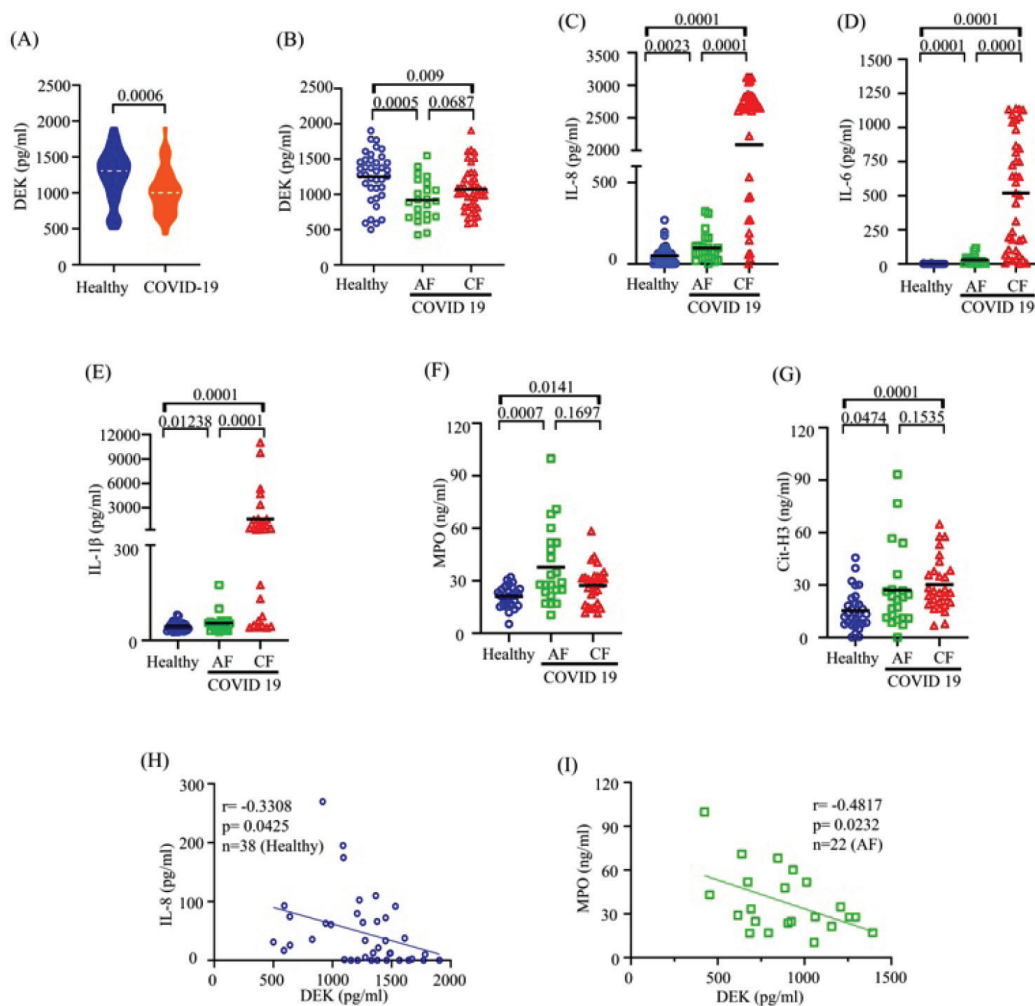 (A)
0.0006
DEK (pg/ml)
2500
2000
1500
1000
500
0
Healthy COVID-19
(B)
0.009
0.0005 0.0687
DEK (pg/ml)
2500
2000
1500
1000
500
0
Healthy AF CF
COVID 19
(C)
0.0001
0.0023 0.0001
IL-8 (pg/ml)
3500
3000
2500
2000
500
0
Healthy AF CF
COVID 19
(D)
0.0001
0.0001 0.0001
IL-6 (pg/ml)
1500
1250
1000
750
500
250
0
Healthy AF CF
COVID 19
(E)
0.0001
0.01238 0.0001
IL-1β (pg/ml)
12000
9000
6000
3000
300
0
Healthy AF CF
COVID 19
(F)
0.0141
0.0007 0.1697
MPO (ng/ml)
120
90
60
30
0
Healthy AF CF
COVID 19
(G)
0.0001
0.0474 0.1535
Cit-H3 (ng/ml)
120
90
60
30
0
Healthy AF CF
COVID 19
(H)
IL-8 (pg/ml)
300
200
100
0
r= -0.3308
p= 0.0425
n=38 (Healthy)
0 500 1000 1500 2000
DEK (pg/ml)
(I)
MPO (ng/ml)
120
90
60
30
0
r= -0.4817
p= 0.0232
n=22 (AF)
0 500 1000 1500
DEK (pg/ml)